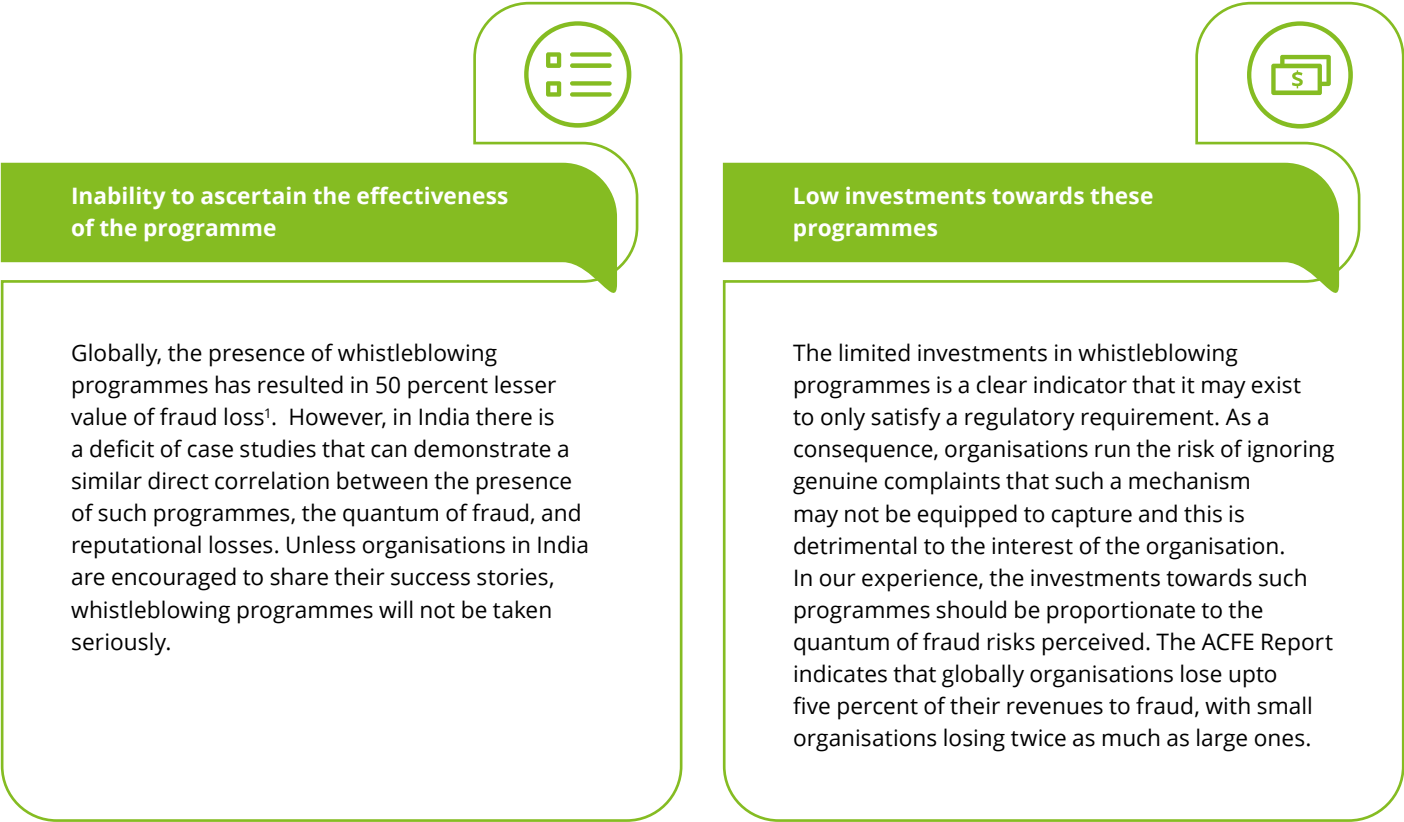 Inability to ascertain the effectiveness
of the programme
Globally, the presence of whistleblowing
programmes has resulted in 50 percent lesser
value of fraud loss¹.  However, in India there is
a deficit of case studies that can demonstrate a
similar direct correlation between the presence
of such programmes, the quantum of fraud, and
reputational losses. Unless organisations in India
are encouraged to share their success stories,
whistleblowing programmes will not be taken
seriously.
$
Low investments towards these
programmes
The limited investments in whistleblowing
programmes is a clear indicator that it may exist
to only satisfy a regulatory requirement. As a
consequence, organisations run the risk of ignoring
genuine complaints that such a mechanism
may not be equipped to capture and this is
detrimental to the interest of the organisation.
In our experience, the investments towards such
programmes should be proportionate to the
quantum of fraud risks perceived. The ACFE Report
indicates that globally organisations lose upto
five percent of their revenues to fraud, with small
organisations losing twice as much as large ones.